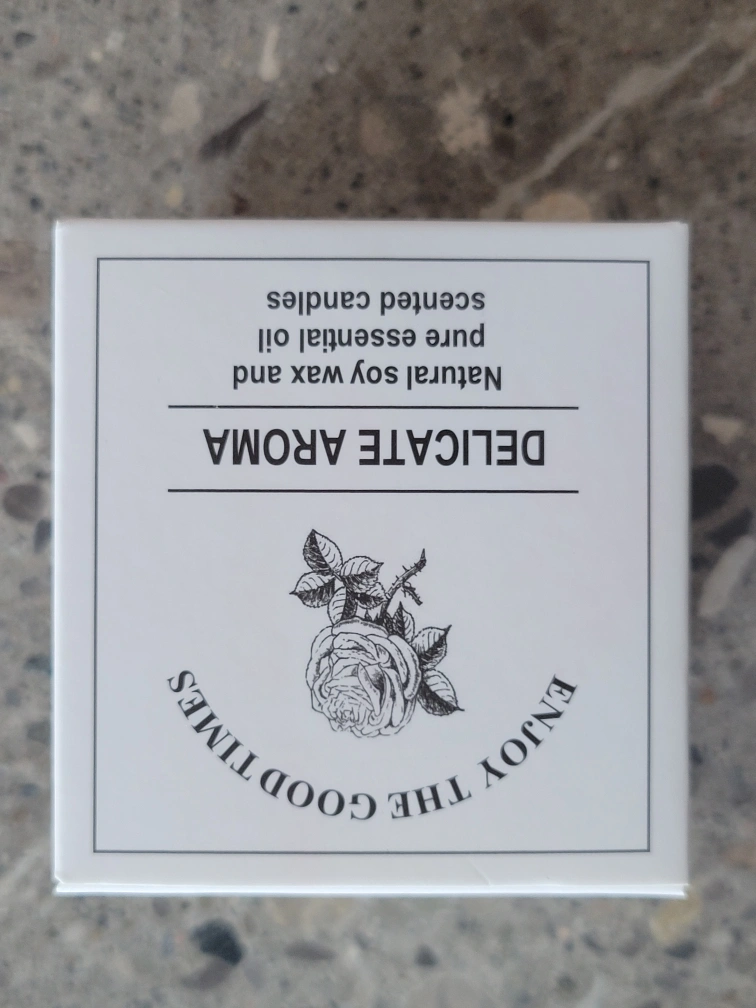 ENJOY THE GOOD TIMES
DELICATE AROMA
Natural soy wax and
pure essential oil
scented candles